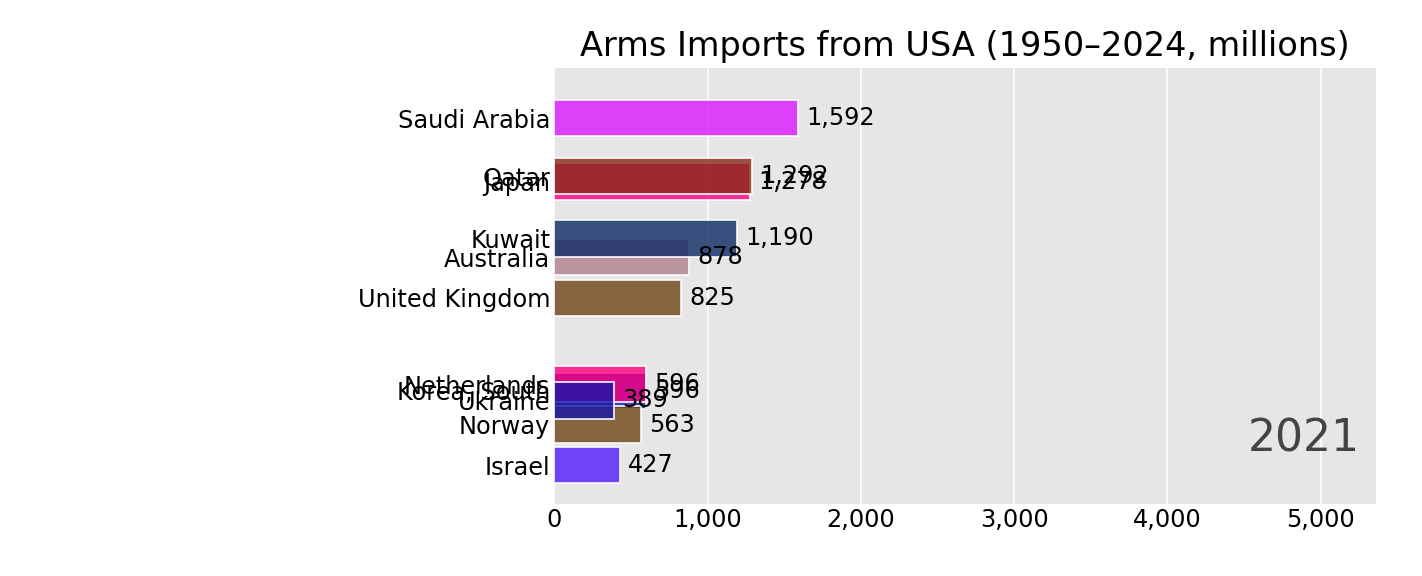 Arms Imports from USA (1950–2024, millions)
Saudi Arabia 1,592
Qatar 1,292
Japan 1,278
Kuwait 1,190
Australia 878
United Kingdom 825
Netherlands 596
Korea, South 596
Ukraine 389
Norway 563
Israel 427
2021
0 1,000 2,000 3,000 4,000 5,000